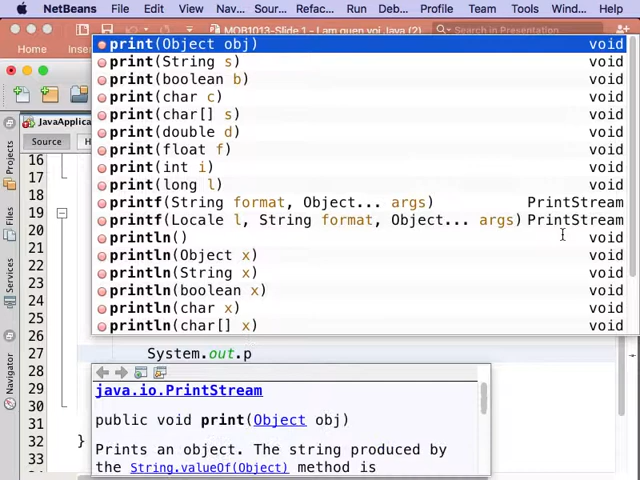 NetBeans File Edit View Sou... Refa... Run Deb... Profile Team Tools Wind... Help
MOB1013-Slide 1 - Lam quen voi Java (2)
Search in Presentation
Home Inse
print(Object obj) void
print(String s) void
print(boolean b) void
print(char c) void
print(char[] s) void
print(double d) void
print(float f) void
print(int i) void
print(long l) void
printf(String format, Object... args) PrintStream
printf(Locale l, String format, Object... args) PrintStream
println() void
println(Object x) void
println(String x) void
println(boolean x) void
println(char x) void
println(char[] x) void
JavaApplica
Source H
Projects
Files
Services
Navigator
16
17
18
19
20
21
22
23
24
25
26
27 System.out.p
28
29
30
31
32 }
33
34
java.io.PrintStream
public void print(Object obj)
Prints an object. The string produced by
the String.valueOf(Object) method is